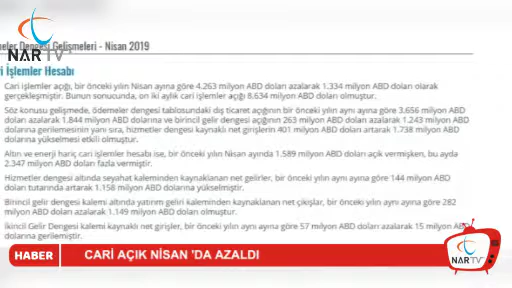 meler Dengesi Gelişmeleri - Nisan 2019
NAR TV
i İşlemler Hesabı
Cari işlemler açığı, bir önceki yılın Nisan ayına göre 4.263 milyon ABD doları azalarak 1.334 milyon ABD doları olarak
gerçekleşmiştir. Bunun sonucunda, on iki aylık cari işlemler açığı 8.634 milyon ABD doları olmuştur.
Söz konusu gelişmede, ödemeler dengesi tablosundaki dış ticaret açığının bir önceki yılın aynı ayına göre 3.656 milyon ABD
doları azalarak 1.844 milyon ABD dolarına ve birincil gelir dengesi açığının 263 milyon ABD doları azalarak 1.243 milyon ABD
dolarına gerilemesinin yanı sıra, hizmetler dengesi kaynaklı net girişlerin 401 milyon ABD doları artarak 1.738 milyon ABD
dolarına yükselmesi etkili olmuştur.
Altın ve enerji hariç cari işlemler hesabı ise, bir önceki yılın Nisan ayında 1.589 milyon ABD doları açık vermişken, bu ayda
2.347 milyon ABD doları fazla vermiştir.
Hizmetler dengesi altında seyahat kaleminden kaynaklanan net gelirler, bir önceki yılın aynı ayına göre 144 milyon ABD
doları tutarında artarak 1.158 milyon ABD dolarına yükselmiştir.
Birincil gelir dengesi kalemi altında yatırım geliri kaleminden kaynaklanan net çıkışlar, bir önceki yılın aynı ayına göre 282
milyon ABD doları azalarak 1.149 milyon ABD doları olmuştur.
İkincil Gelir Dengesi kalemi kaynaklı net girişler, bir önceki yılın aynı ayına göre 57 milyon ABD doları azalarak 15 milyon ABD
dolarına gerilemiştir.
HABER CARİ AÇIK NİSAN 'DA AZALDI
NAR TV